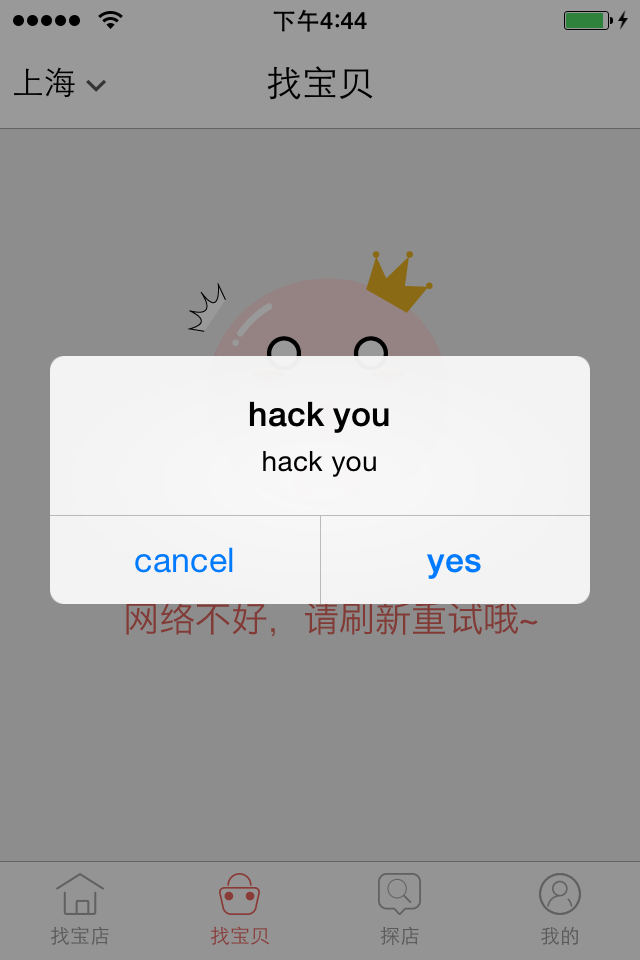 下午4:44
上海
找宝贝
hack you
hack you
cancel
yes
网络不好，请刷新重试哦~
找宝店
找宝贝
探店
我的